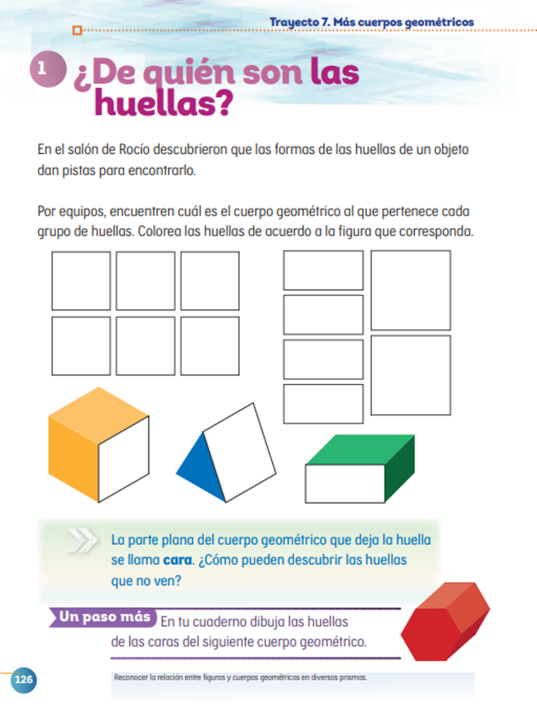 Trayecto 7. Más cuerpos geométricos
1 ¿De quién son las
huellas?
En el salón de Rocío descubrieron que las formas de las huellas de un objeto
dan pistas para encontrarlo.
Por equipos, encuentren cuál es el cuerpo geométrico al que pertenece cada
grupo de huellas. Colorea las huellas de acuerdo a la figura que corresponda.
La parte plana del cuerpo geométrico que deja la huella
se llama cara. ¿Cómo pueden descubrir las huellas
que no ven?
Un paso más En tu cuaderno dibuja las huellas
de las caras del siguiente cuerpo geométrico.
126
Reconocer la relación entre figuras y cuerpos geométricos en diversos prismas.